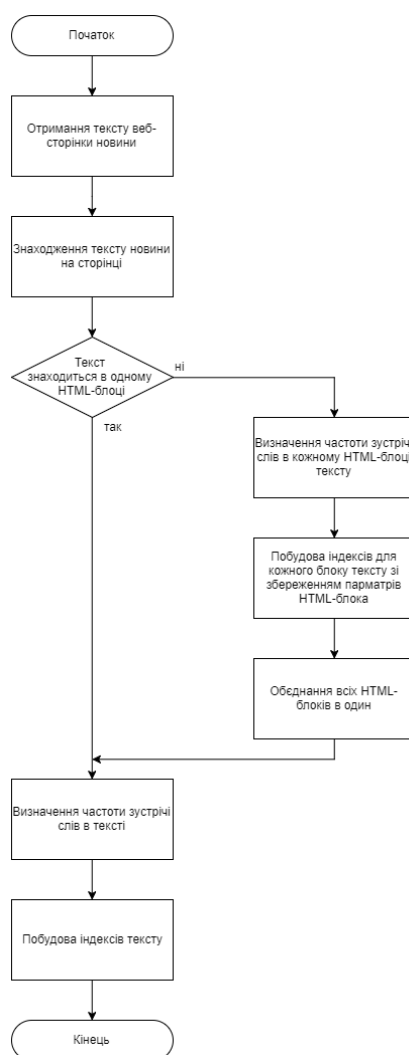 Початок
Отримання тексту веб-
сторінки новини
Знаходження тексту новини
на сторінці
Текст
знаходиться в одному
HTML-блоці
ні
так
Визначення частоти зустрічі
слів в кожному HTML-блоці
тексту
Побудова індексів для
кожного блоку тексту зі
збереженням парматрів
HTML-блока
Обєднання всіх HTML-
блоків в один
Визначення частоти зустрічі
слів в тексті
Побудова індексів тексту
Кінець